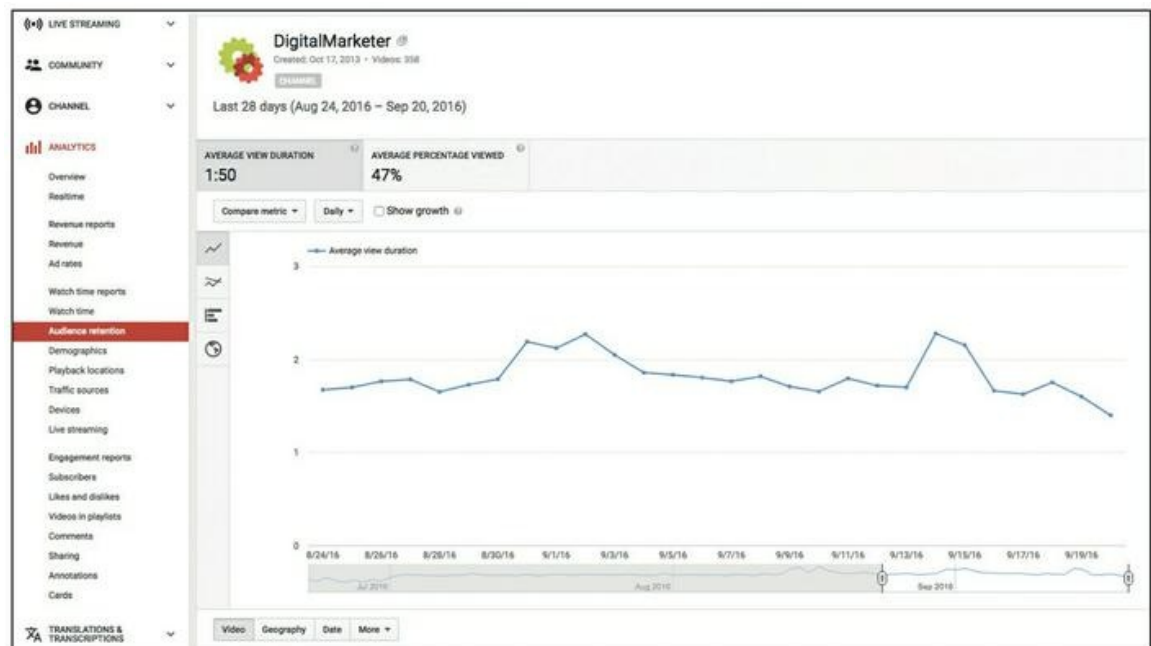 LIVE STREAMING
COMMUNITY
CHANNEL
ANALYTICS
Overview
Realtime
Revenue reports
Revenue
Ad rates
Watch time reports
Watch time
Audience retention
Demographics
Playback locations
Traffic sources
Devices
Live streaming
Engagement reports
Subscribers
Likes and dislikes
Videos in playlists
Comments
Sharing
Annotations
Cards
TRANSLATIONS &
TRANSCRIPTIONS
DigitalMarketer
Created: Oct 17, 2013 • Videos: 358
CHANNEL
Last 28 days (Aug 24, 2016 – Sep 20, 2016)
AVERAGE VIEW DURATION
1:50
AVERAGE PERCENTAGE VIEWED
47%
Compare metric Daily Show growth
Average view duration
3
2
1
0
8/24/16 8/26/16 8/28/16 8/30/16 9/1/16 9/3/16 9/5/16 9/7/16 9/9/16 9/11/16 9/13/16 9/15/16 9/17/16 9/19/16
Jul 2016 Aug 2016 Sep 2016
Video Geography Date More